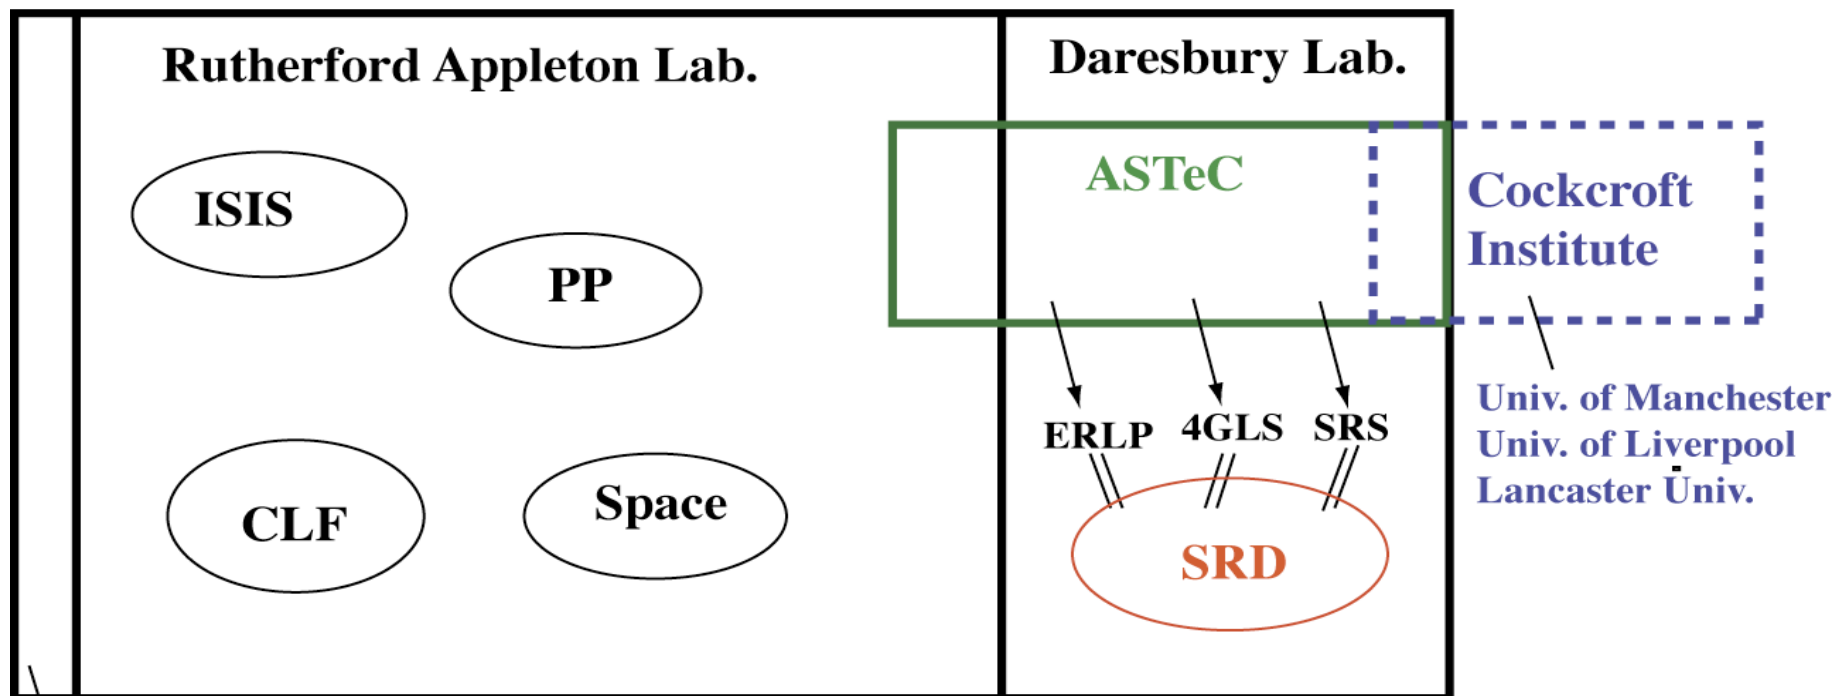 Rutherford Appleton Lab.
Daresbury Lab.
ISIS
PP
CLF
Space
ASTeC
Cockcroft
Institute
ERLP
4GLS
SRS
SRD
Univ. of Manchester
Univ. of Liverpool
Lancaster Univ.